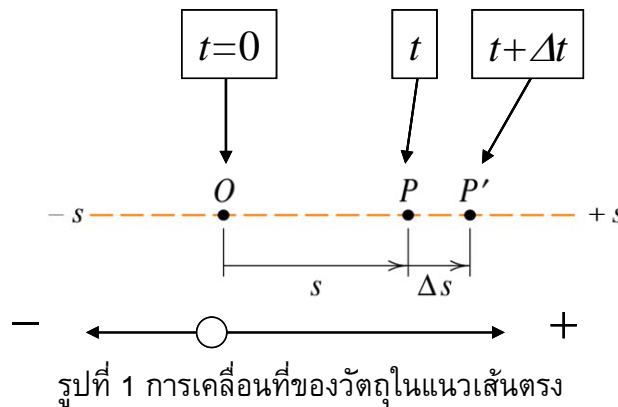 t=0 t t+Δt
O P P′
– s + s
s Δs
– +
รูปที่ 1 การเคลื่อนที่ของวัตถุในแนวเส้นตรง